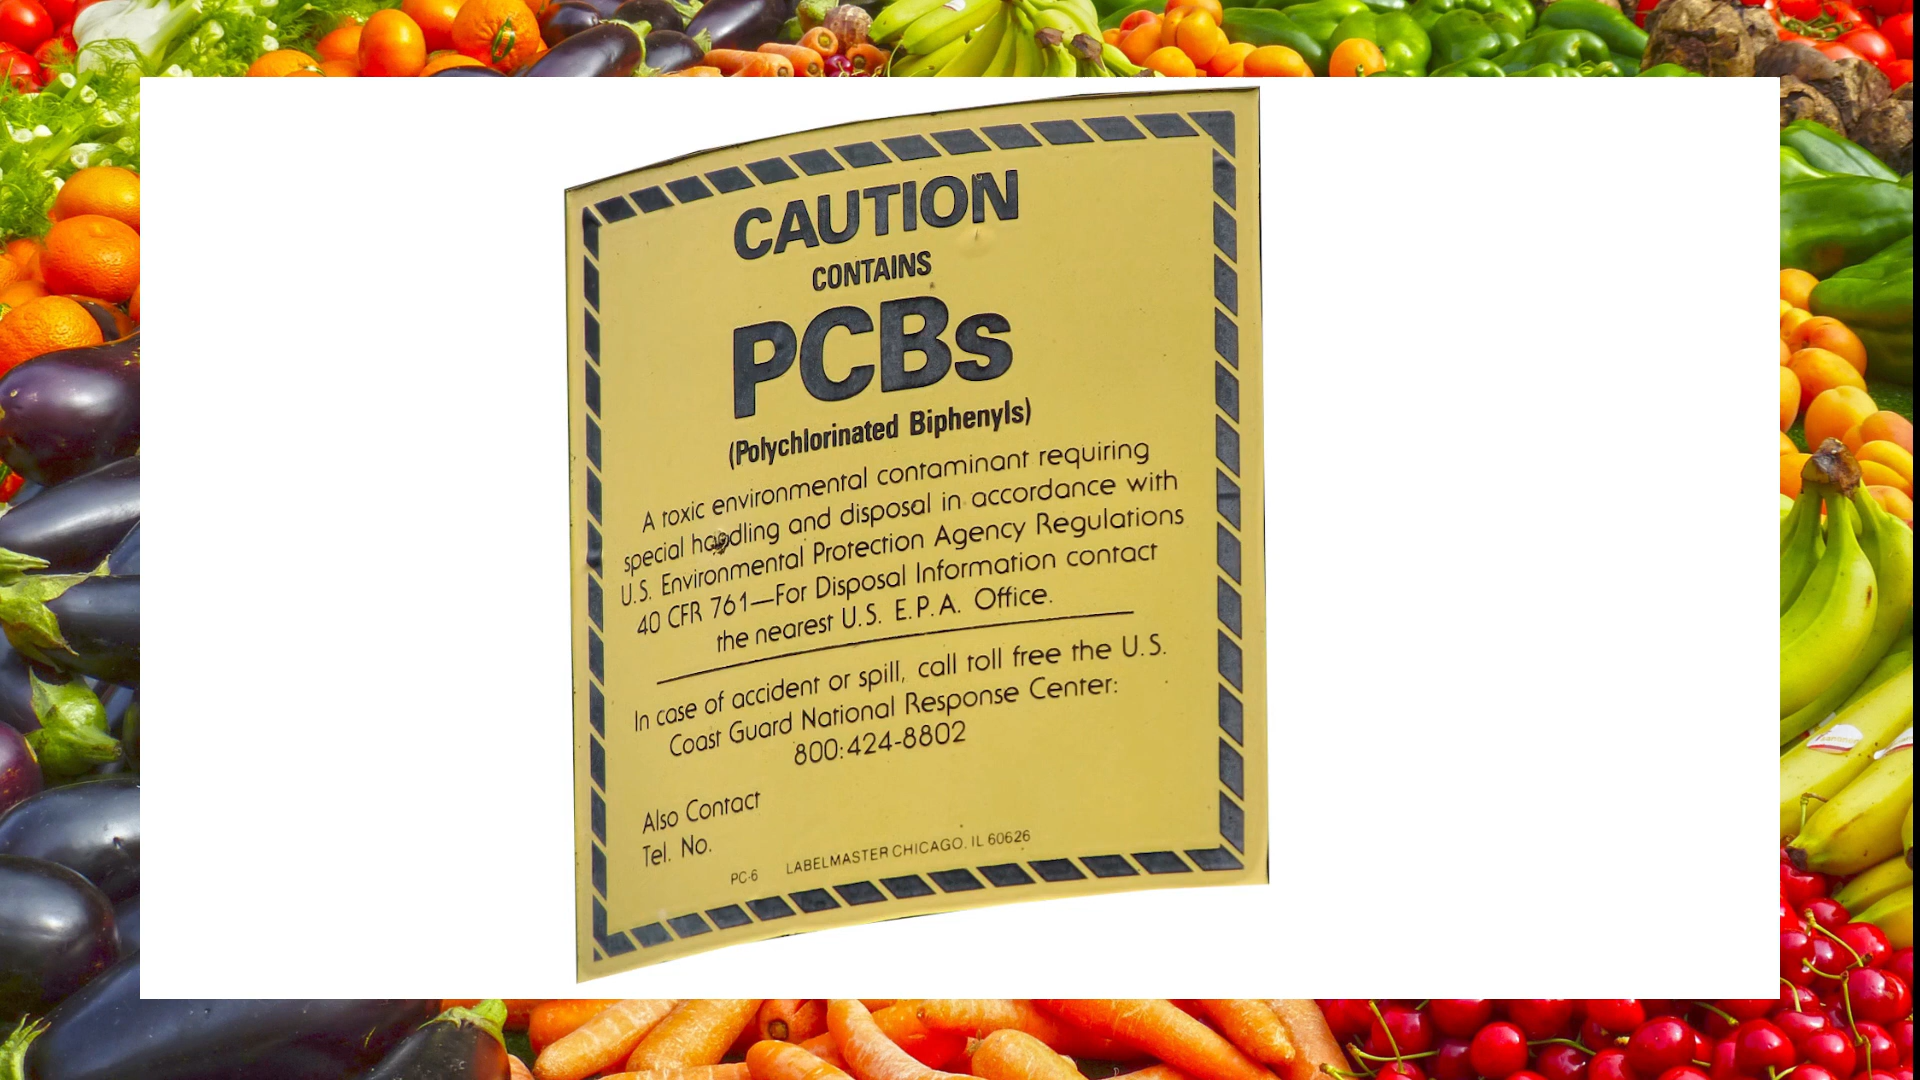 CAUTION
CONTAINS
PCBs
(Polychlorinated Biphenyls)
A toxic environmental contaminant requiring
special handling and disposal in accordance with
U.S. Environmental Protection Agency Regulations
40 CFR 761—For Disposal Information contact
the nearest U.S. E.P.A. Office.
In case of accident or spill, call toll free the U.S.
Coast Guard National Response Center:
800:424-8802
Also Contact
Tel. No.
PC-6 LABELMASTER CHICAGO, IL 60626